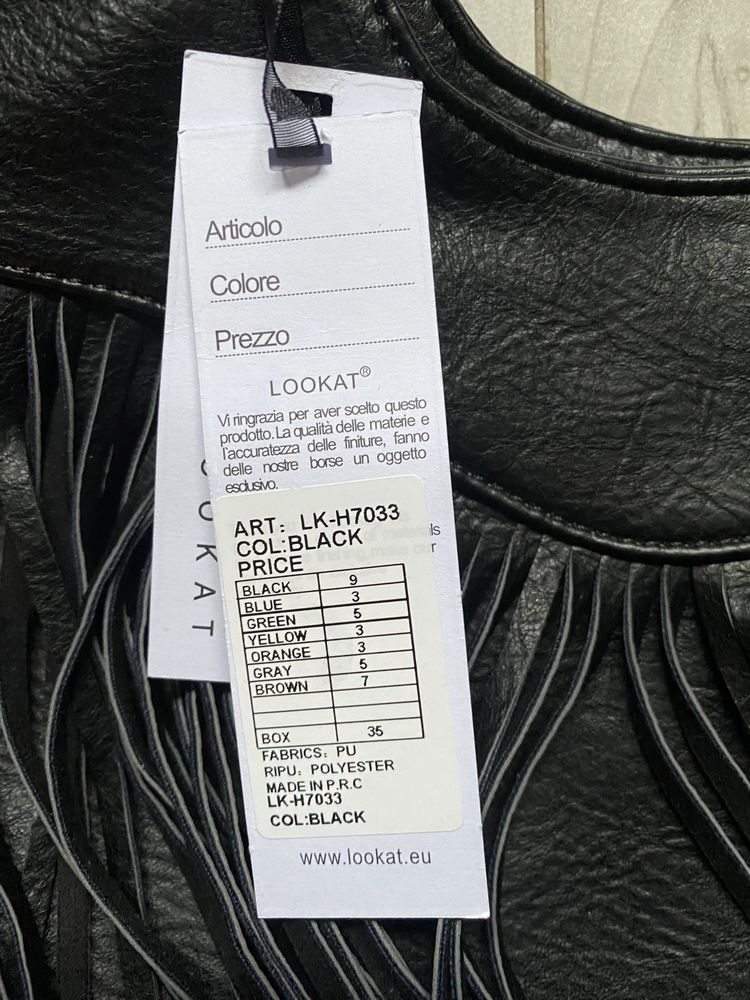 Articolo
Colore
Prezzo
LOOKAT®
Vi ringrazia per aver scelto questo
prodotto. La qualità delle materie e
l'accuratezza delle finiture, fanno
delle nostre borse un oggetto
esclusivo.
ART: LK-H7033
COL:BLACK
PRICE
BLACK 9
BLUE 3
GREEN 5
YELLOW 3
ORANGE 3
GRAY 5
BROWN 7
BOX 35
FABRICS: PU
RIPU: POLYESTER
MADE IN P.R.C
LK-H7033
COL:BLACK
www.lookat.eu
OKAT